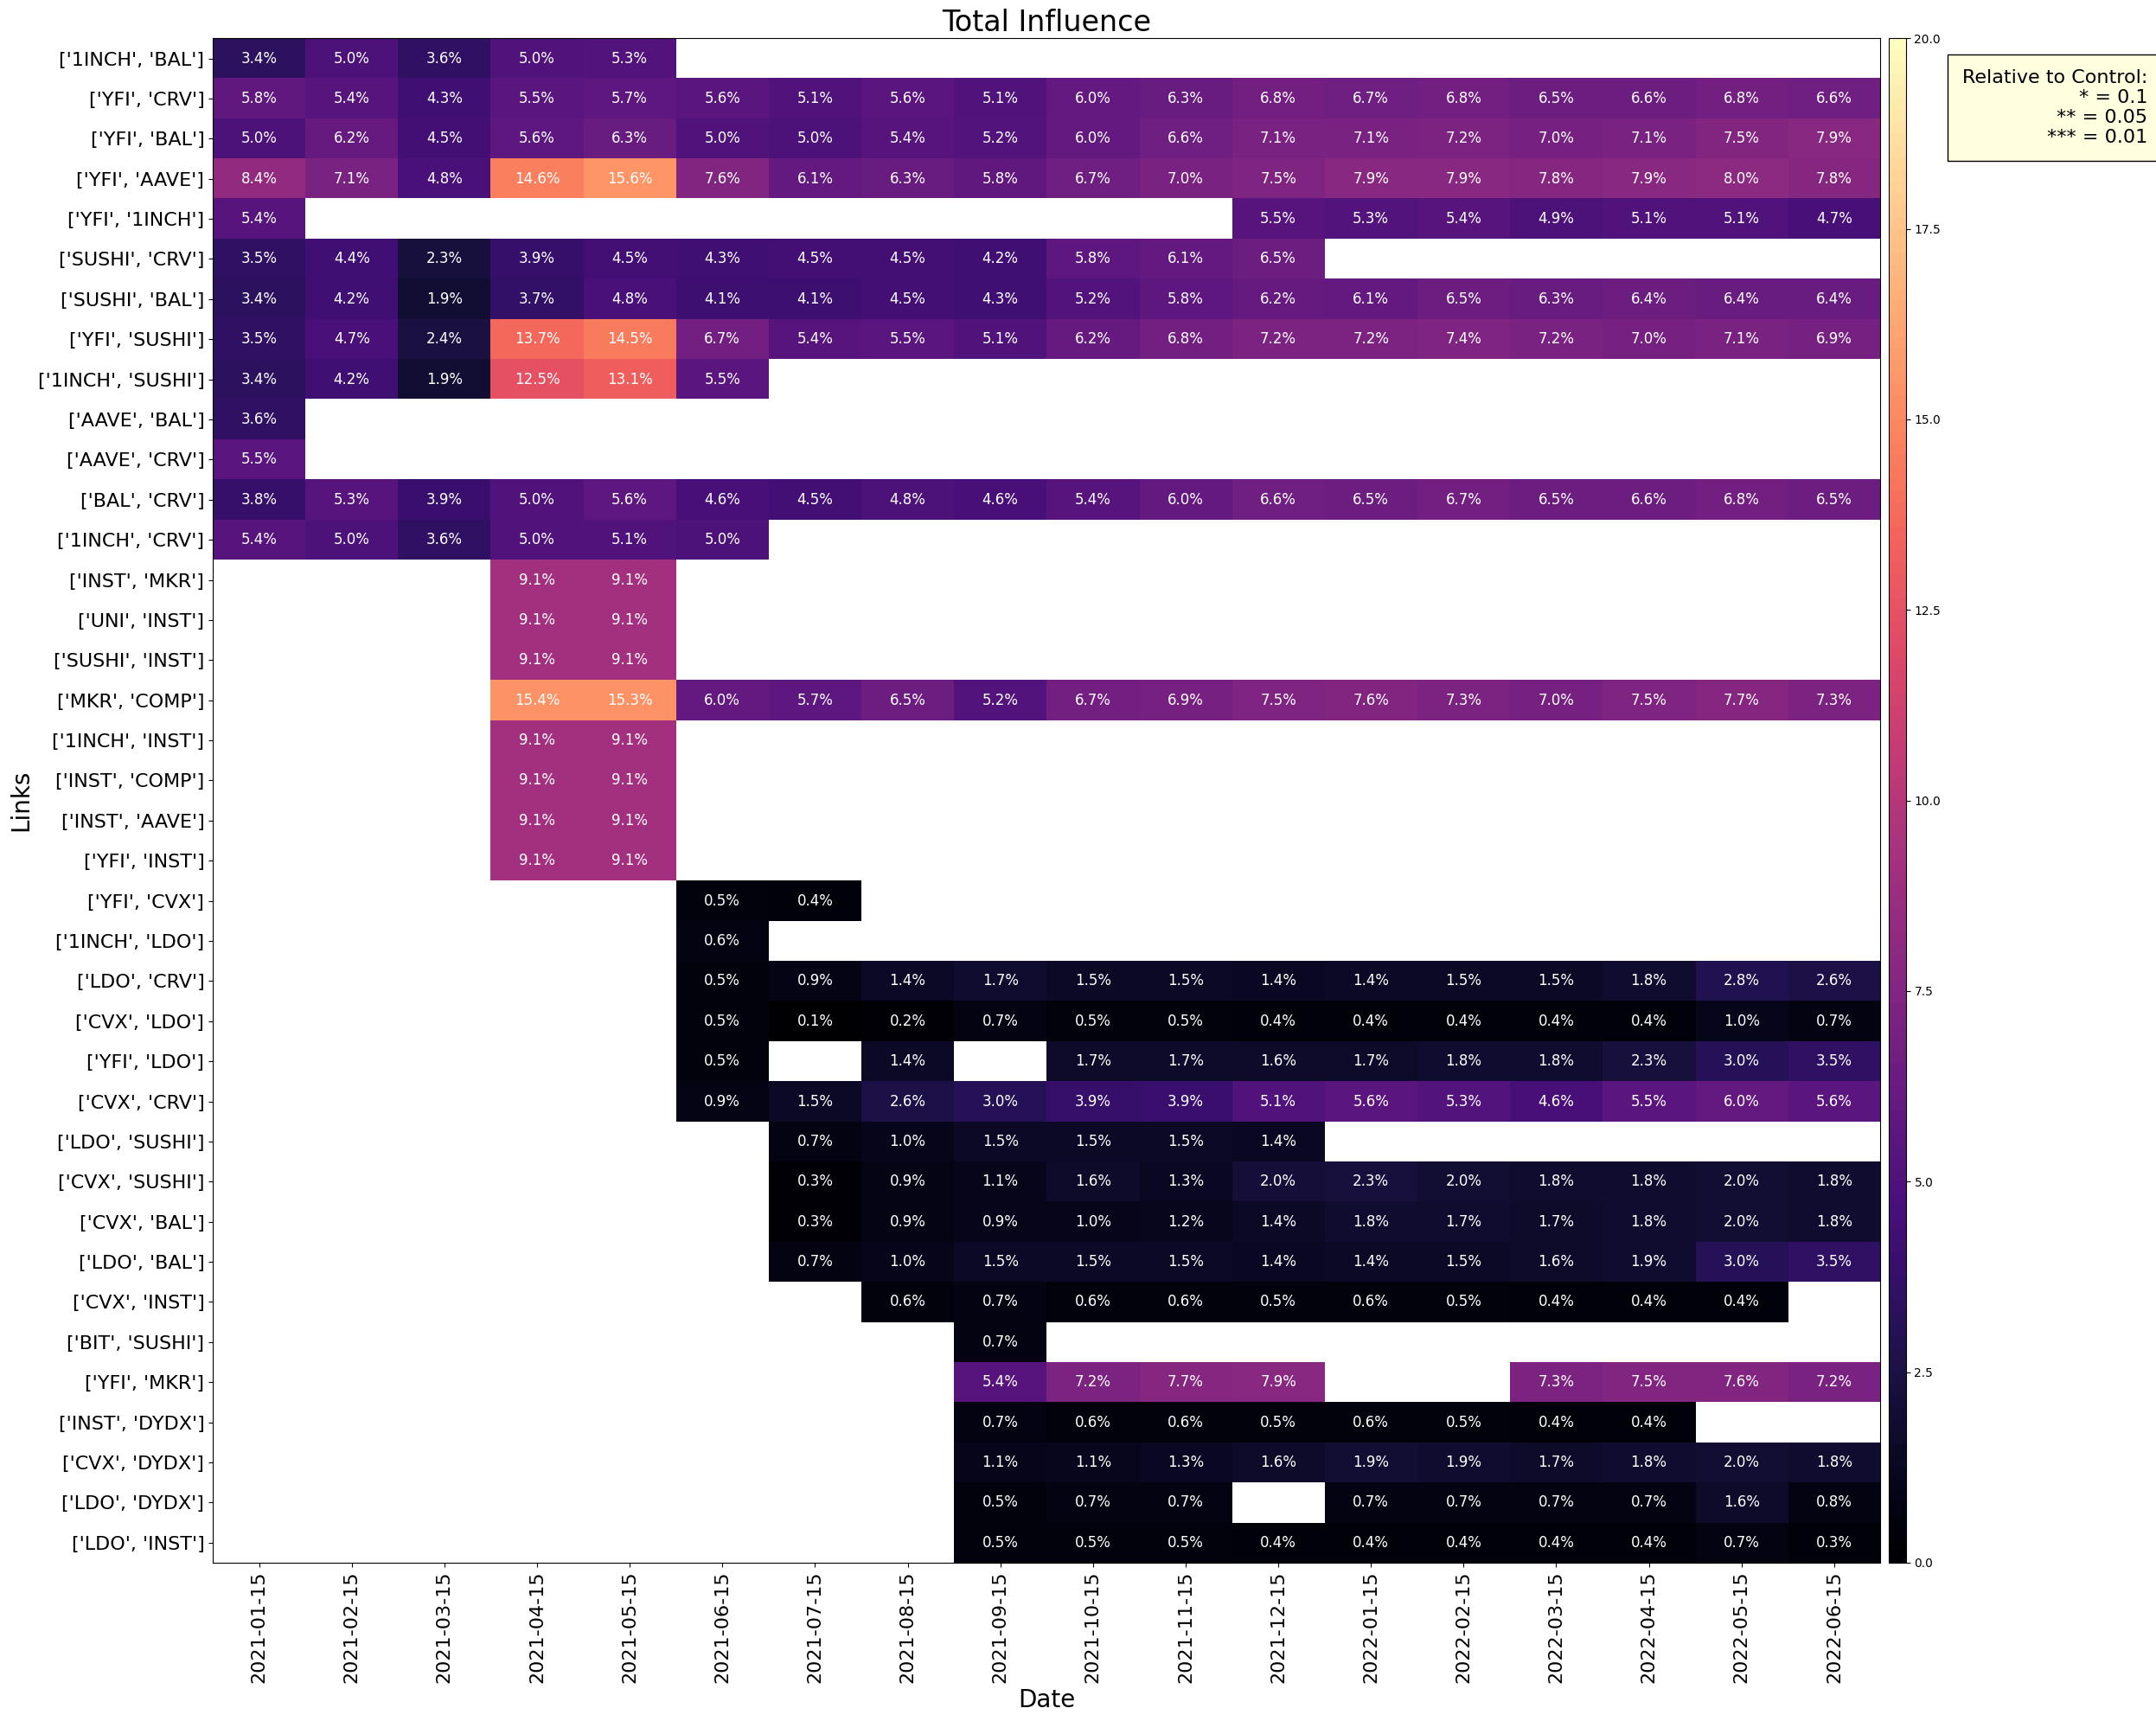 Total Influence
Relative to Control:
* = 0.1
** = 0.05
*** = 0.01
Links
['1INCH', 'BAL'] 3.4% 5.0% 3.6% 5.0% 5.3%
['YFI', 'CRV'] 5.8% 5.4% 4.3% 5.5% 5.7% 5.6% 5.1% 5.6% 5.1% 6.0% 6.3% 6.8% 6.7% 6.8% 6.5% 6.6% 6.8% 6.6%
['YFI', 'BAL'] 5.0% 6.2% 4.5% 5.6% 6.3% 5.0% 5.0% 5.4% 5.2% 6.0% 6.6% 7.1% 7.1% 7.2% 7.0% 7.1% 7.5% 7.9%
['YFI', 'AAVE'] 8.4% 7.1% 4.8% 14.6% 15.6% 7.6% 6.1% 6.3% 5.8% 6.7% 7.0% 7.5% 7.9% 7.9% 7.8% 7.9% 8.0% 7.8%
['YFI', '1INCH'] 5.4% 5.5% 5.3% 5.4% 4.9% 5.1% 5.1% 4.7%
['SUSHI', 'CRV'] 3.5% 4.4% 2.3% 3.9% 4.5% 4.3% 4.5% 4.5% 4.2% 5.8% 6.1% 6.5%
['SUSHI', 'BAL'] 3.4% 4.2% 1.9% 3.7% 4.8% 4.1% 4.1% 4.5% 4.3% 5.2% 5.8% 6.2% 6.1% 6.5% 6.3% 6.4% 6.4% 6.4%
['YFI', 'SUSHI'] 3.5% 4.7% 2.4% 13.7% 14.5% 6.7% 5.4% 5.5% 5.1% 6.2% 6.8% 7.2% 7.2% 7.4% 7.2% 7.0% 7.1% 6.9%
['1INCH', 'SUSHI'] 3.4% 4.2% 1.9% 12.5% 13.1% 5.5%
['AAVE', 'BAL'] 3.6%
['AAVE', 'CRV'] 5.5%
['BAL', 'CRV'] 3.8% 5.3% 3.9% 5.0% 5.6% 4.6% 4.5% 4.8% 4.6% 5.4% 6.0% 6.6% 6.5% 6.7% 6.5% 6.6% 6.8% 6.5%
['1INCH', 'CRV'] 5.4% 5.0% 3.6% 5.0% 5.1% 5.0%
['INST', 'MKR'] 9.1% 9.1%
['UNI', 'INST'] 9.1% 9.1%
['SUSHI', 'INST'] 9.1% 9.1%
['MKR', 'COMP'] 15.4% 15.3% 6.0% 5.7% 6.5% 5.2% 6.7% 6.9% 7.5% 7.6% 7.3% 7.0% 7.5% 7.7% 7.3%
['1INCH', 'INST'] 9.1% 9.1%
['INST', 'COMP'] 9.1% 9.1%
['INST', 'AAVE'] 9.1% 9.1%
['YFI', 'INST'] 9.1% 9.1%
['YFI', 'CVX'] 0.5% 0.4%
['1INCH', 'LDO'] 0.6%
['LDO', 'CRV'] 0.5% 0.9% 1.4% 1.7% 1.5% 1.5% 1.4% 1.4% 1.5% 1.5% 1.8% 2.8% 2.6%
['CVX', 'LDO'] 0.5% 0.1% 0.2% 0.7% 0.5% 0.5% 0.4% 0.4% 0.4% 0.4% 0.4% 1.0% 0.7%
['YFI', 'LDO'] 0.5% 1.4% 1.7% 1.7% 1.6% 1.7% 1.8% 1.8% 2.3% 3.0% 3.5%
['CVX', 'CRV'] 0.9% 1.5% 2.6% 3.0% 3.9% 3.9% 5.1% 5.6% 5.3% 4.6% 5.5% 6.0% 5.6%
['LDO', 'SUSHI'] 0.7% 1.0% 1.5% 1.5% 1.5% 1.4%
['CVX', 'SUSHI'] 0.3% 0.9% 1.1% 1.6% 1.3% 2.0% 2.3% 2.0% 1.8% 1.8% 2.0% 1.8%
['CVX', 'BAL'] 0.3% 0.9% 0.9% 1.0% 1.2% 1.4% 1.8% 1.7% 1.7% 1.8% 2.0% 1.8%
['LDO', 'BAL'] 0.7% 1.0% 1.5% 1.5% 1.5% 1.4% 1.4% 1.5% 1.6% 1.9% 3.0% 3.5%
['CVX', 'INST'] 0.6% 0.7% 0.6% 0.6% 0.5% 0.6% 0.5% 0.4% 0.4% 0.4%
['BIT', 'SUSHI'] 0.7%
['YFI', 'MKR'] 5.4% 7.2% 7.7% 7.9% 7.3% 7.5% 7.6% 7.2%
['INST', 'DYDX'] 0.7% 0.6% 0.6% 0.5% 0.6% 0.5% 0.4% 0.4%
['CVX', 'DYDX'] 1.1% 1.1% 1.3% 1.6% 1.9% 1.9% 1.7% 1.8% 2.0% 1.8%
['LDO', 'DYDX'] 0.5% 0.7% 0.7% 0.7% 0.7% 0.7% 0.7% 1.6% 0.8%
['LDO', 'INST'] 0.5% 0.5% 0.5% 0.4% 0.4% 0.4% 0.4% 0.4% 0.7% 0.3%
2021-01-15 2021-02-15 2021-03-15 2021-04-15 2021-05-15 2021-06-15 2021-07-15 2021-08-15 2021-09-15 2021-10-15 2021-11-15 2021-12-15 2022-01-15 2022-02-15 2022-03-15 2022-04-15 2022-05-15 2022-06-15
Date
20.0
17.5
15.0
12.5
10.0
7.5
5.0
2.5
0.0